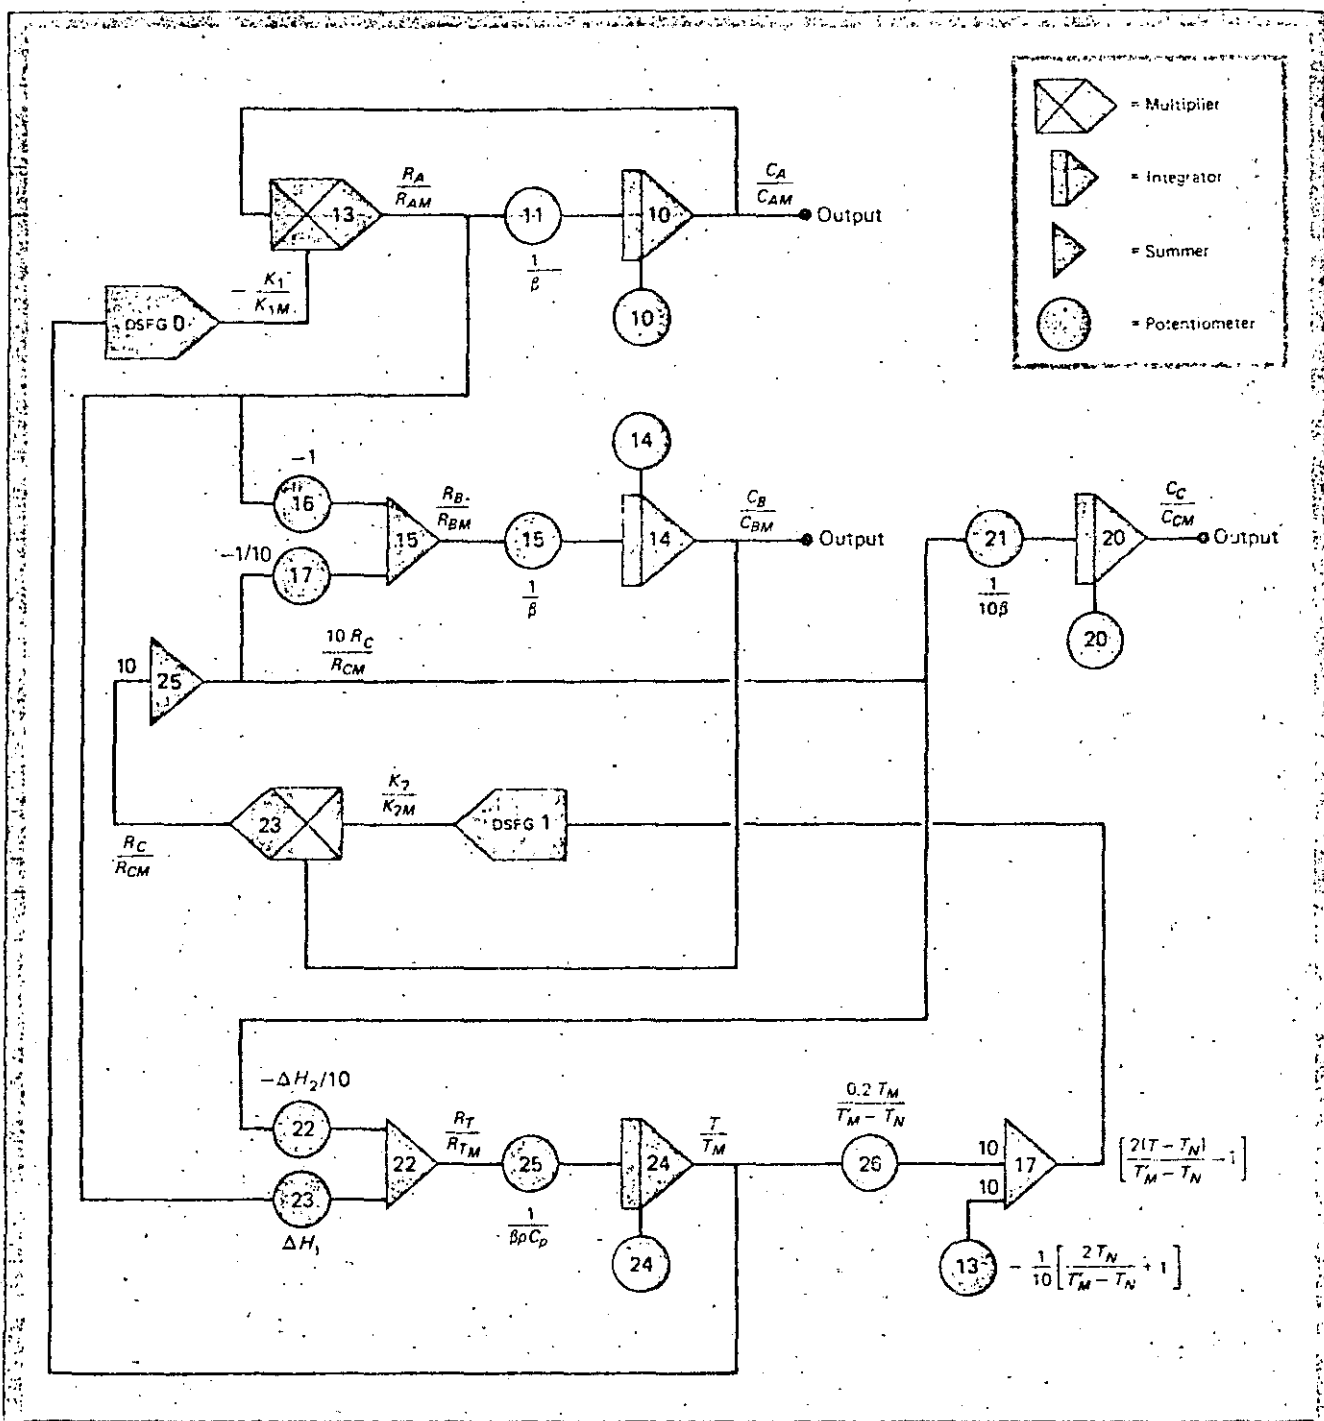 = Multiplier
= Integrator
= Summer
= Potentiometer
13
R_A
R_AM
11
1
β
10
C_A
C_AM
Output
10
DSFG 0
- K_1
K_1M
-1
16
-1/10
17
15
R_B
R_BM
15
1
β
14
14
C_B
C_BM
Output
21
1
10β
20
C_C
C_CM
Output
20
10
25
10 R_C
R_CM
23
R_C
R_CM
K_2
K_2M
DSFG 1
-ΔH_2/10
22
23
ΔH_1
22
R_T
R_TM
25
1
βρC_p
24
T
T_M
24
0.2 T_M
T'_M - T_N
26
10
10
17
[2(T - T_N)
T'_M - T_N - 1]
13
- 1
10 [2 T_N
T'_M - T_N + 1]